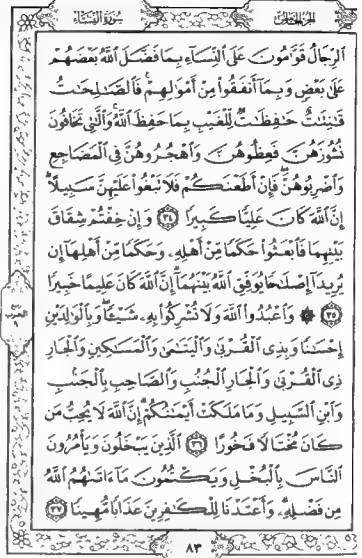 الجزء الخامس
سورة النساء
ٱلرِّجَالُ قَوَّٰمُونَ عَلَى ٱلنِّسَآءِ بِمَا فَضَّلَ ٱللَّهُ بَعْضَهُمْ
عَلَىٰ بَعْضٍ وَبِمَآ أَنفَقُوا۟ مِنْ أَمْوَٰلِهِمْ ۚ فَٱلصَّٰلِحَٰتُ
قَٰنِتَٰتٌ حَٰفِظَٰتٌ لِّلْغَيْبِ بِمَا حَفِظَ ٱللَّهُ ۚ وَٱلَّٰتِى تَخَافُونَ
نُشُوزَهُنَّ فَعِظُوهُنَّ وَٱهْجُرُوهُنَّ فِى ٱلْمَضَاجِعِ
وَٱضْرِبُوهُنَّ ۖ فَإِنْ أَطَعْنَكُمْ فَلَا تَبْغُوا۟ عَلَيْهِنَّ سَبِيلًا ۗ
إِنَّ ٱللَّهَ كَانَ عَلِيًّا كَبِيرًا ٣٤ وَإِنْ خِفْتُمْ شِقَاقَ
بَيْنِهِمَا فَٱبْعَثُوا۟ حَكَمًا مِّنْ أَهْلِهِۦ وَحَكَمًا مِّنْ أَهْلِهَآ إِن
يُرِيدَآ إِصْلَٰحًا يُوَفِّقِ ٱللَّهُ بَيْنَهُمَآ ۗ إِنَّ ٱللَّهَ كَانَ عَلِيمًا خَبِيرًا
٣٥ ۞ وَٱعْبُدُوا۟ ٱللَّهَ وَلَا تُشْرِكُوا۟ بِهِۦ شَيْـًٔا ۖ وَبِٱلْوَٰلِدَيْنِ
إِحْسَٰنًا وَبِذِى ٱلْقُرْبَىٰ وَٱلْيَتَٰمَىٰ وَٱلْمَسَٰكِينِ وَٱلْجَارِ
ذِى ٱلْقُرْبَىٰ وَٱلْجَارِ ٱلْجُنُبِ وَٱلصَّاحِبِ بِٱلْجَنۢبِ
وَٱبْنِ ٱلسَّبِيلِ وَمَا مَلَكَتْ أَيْمَٰنُكُمْ ۗ إِنَّ ٱللَّهَ لَا يُحِبُّ مَن
كَانَ مُخْتَالًا فَخُورًا ٣٦ ٱلَّذِينَ يَبْخَلُونَ وَيَأْمُرُونَ
ٱلنَّاسَ بِٱلْبُخْلِ وَيَكْتُمُونَ مَآ ءَاتَىٰهُمُ ٱللَّهُ
مِن فَضْلِهِۦ ۗ وَأَعْتَدْنَا لِلْكَٰفِرِينَ عَذَابًا مُّهِينًا ٣٧
٨٣